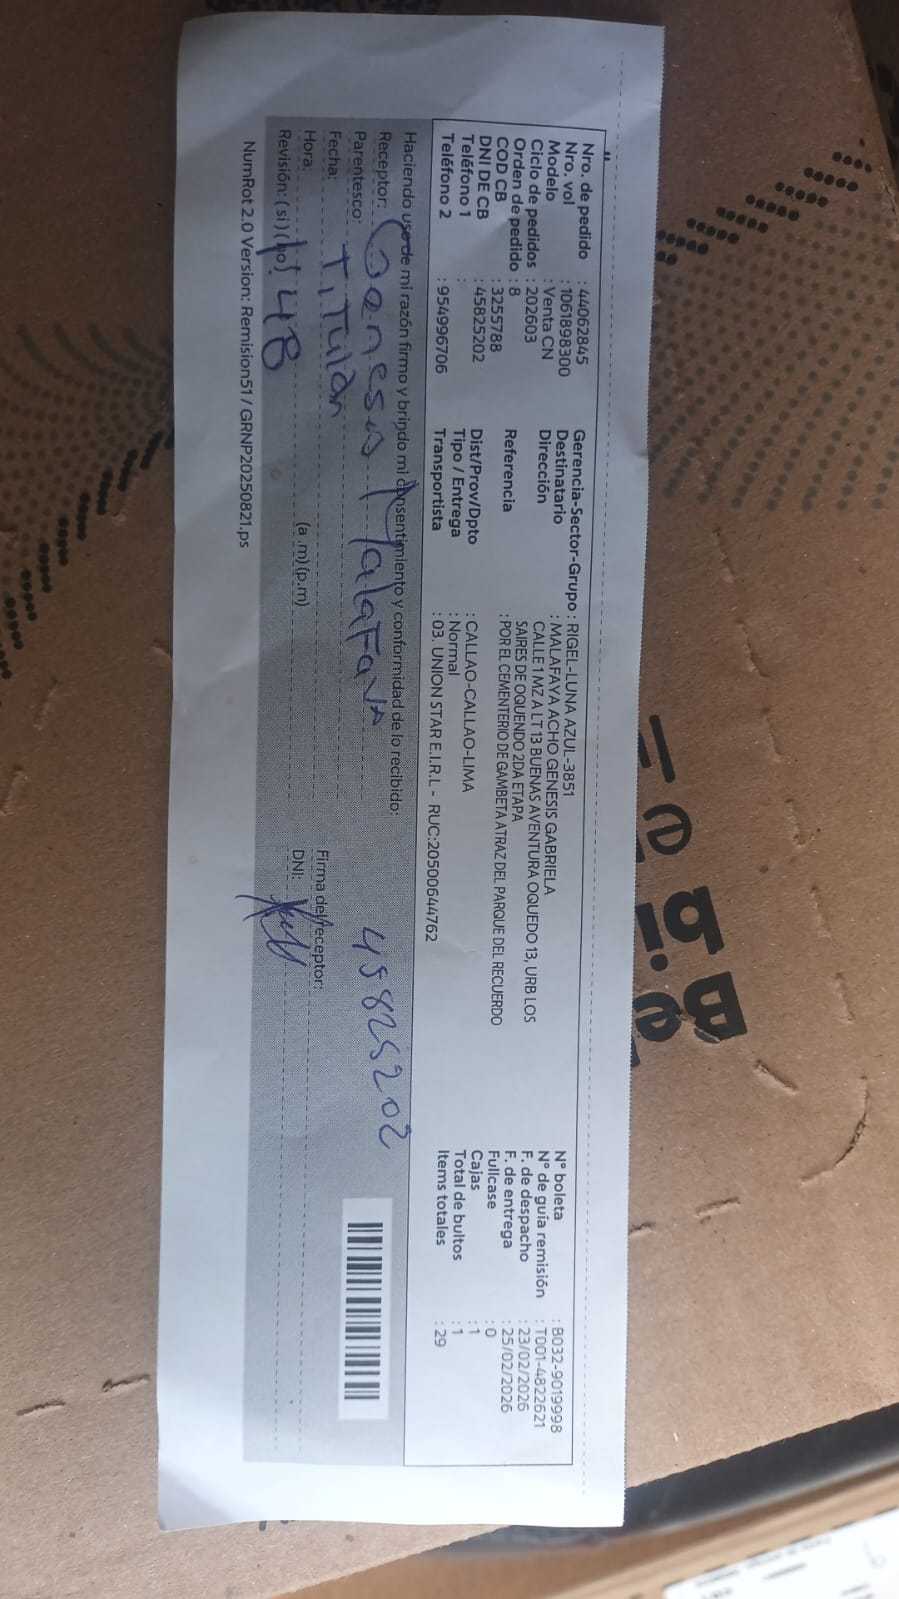 Nro. de pedido : 44062845
Nro. vol : 1061898300
Modelo : Venta CN
Ciclo de pedidos : 202603
Orden de pedido : 8
COD CB : 3255788
DNI DE CB : 45825202
Teléfono 1 :
Teléfono 2 : 954996706
Gerencia-Sector-Grupo : RIGEL-LUNA AZUL-3851
Destinatario : MALAFAYA ACHO GENESIS GABRIELA
Dirección CALLE 1 MZ A LT 13 BUENAS AVENTURA OQUEDO 13, URB LOS
SAIRES DE OQUENDO 2DA ETAPA
Referencia : POR EL CEMENTERIO DE GAMBETA ATRAZ DEL PARQUE DEL RECUERDO
Dist/Prov/Dpto : CALLAO-CALLAO-LIMA
Tipo / Entrega : Normal
Transportista : 03. UNION STAR E.I.R.L - RUC:20500644762
N° boleta : B032-9019998
N° de guía remisión : T001-4822621
F. de despacho : 23/02/2026
F. de entrega : 25/02/2026
Fullcase : 0
Cajas : 1
Total de bultos : 1
Items totales : 29
Haciendo uso de mi razón firmo y brindo mi consentimiento y conformidad de lo recibido:
Receptor: Genesis Malafaya 45825202
Parentesco: Titular
Fecha:
Hora: (a .m) (p.m)
Revisión: (si) (no) 148
Firma del receptor:
DNI:
NumRot 2.0 Version: Remision51 / GRNP20250821.ps